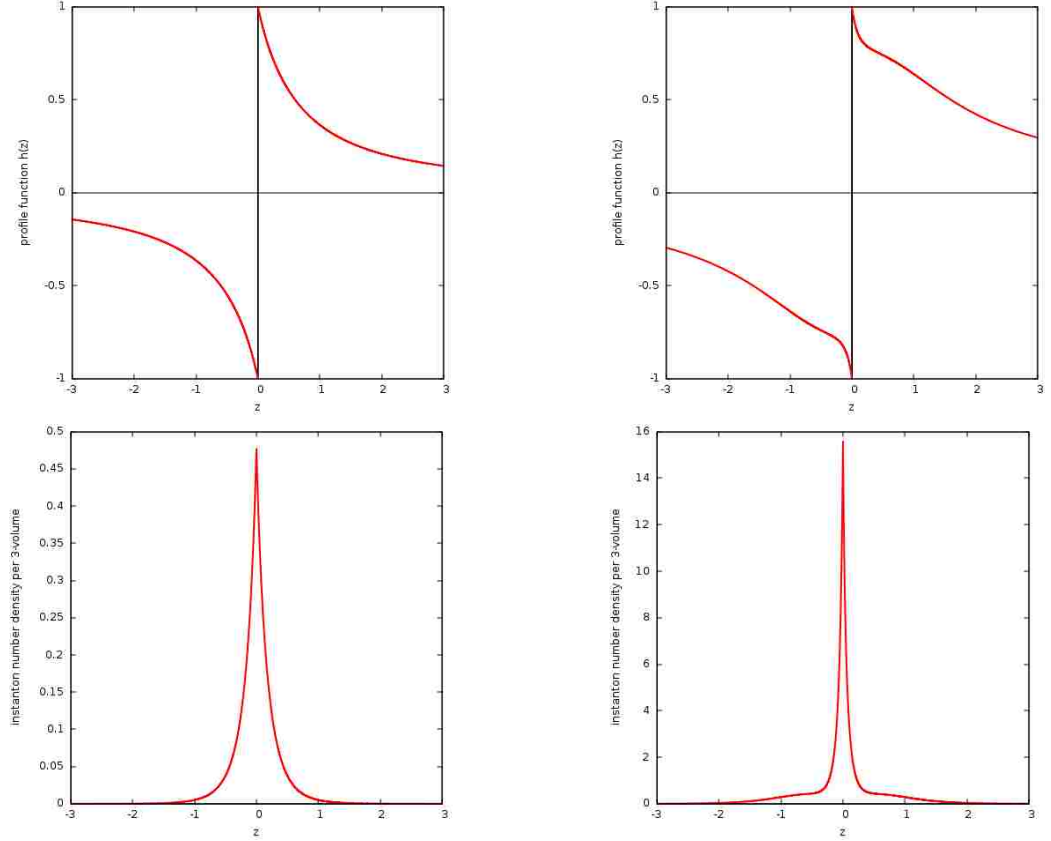 1
0.5
0
-0.5
-1
-3 -2 -1 0 1 2 3
z
profile function h(z)
1
0.5
0
-0.5
-1
-3 -2 -1 0 1 2 3
z
profile function h(z)
0.5
0.45
0.4
0.35
0.3
0.25
0.2
0.15
0.1
0.05
0
-3 -2 -1 0 1 2 3
z
instanton number density per 3-volume
16
14
12
10
8
6
4
2
0
-3 -2 -1 0 1 2 3
z
instanton number density per 3-volume